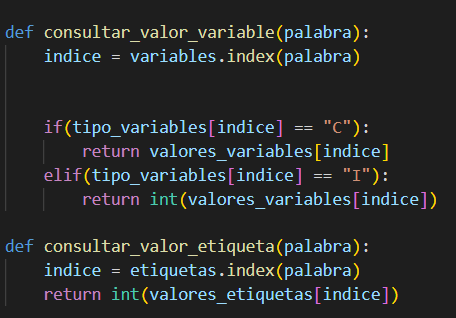 def consultar_valor_variable(palabra):
    indice = variables.index(palabra)
    if(tipo_variables[indice] == "C"):
        return valores_variables[indice]
    elif(tipo_variables[indice] == "I"):
        return int(valores_variables[indice])
def consultar_valor_etiqueta(palabra):
    indice = etiquetas.index(palabra)
    return int(valores_etiquetas[indice])